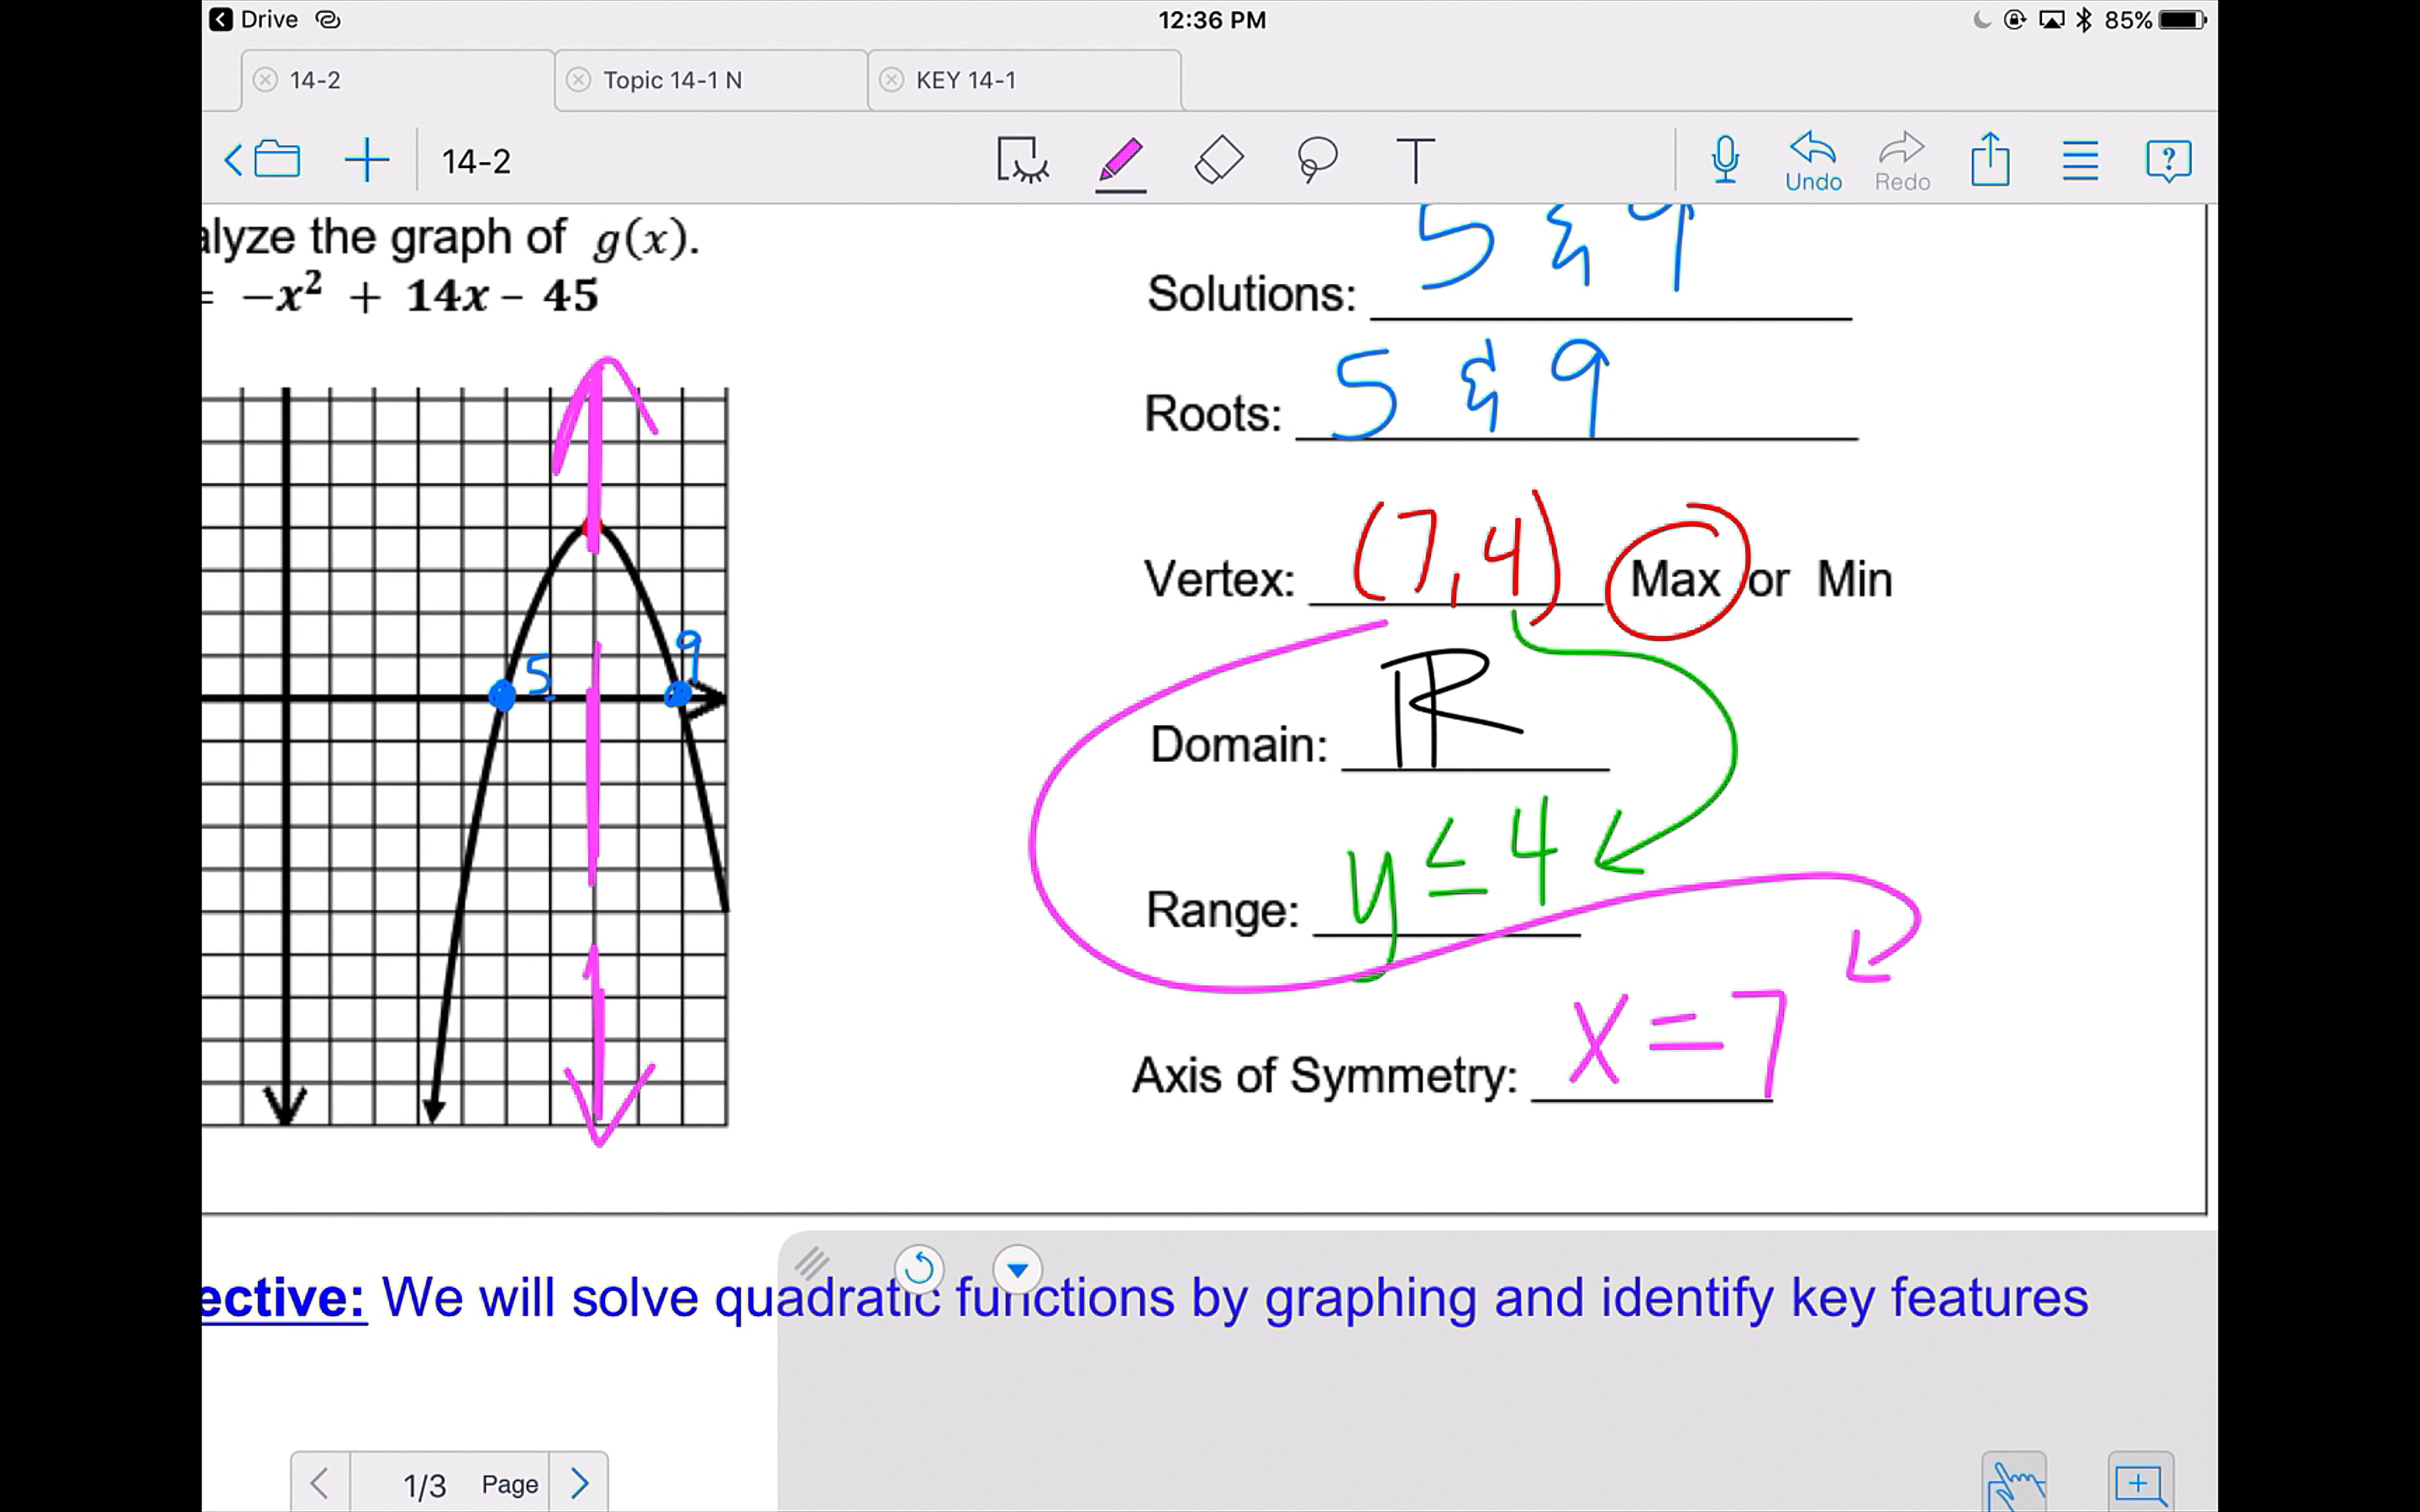 Drive 12:36 PM 85%
14-2 Topic 14-1 N KEY 14-1
14-2 T Undo Redo ?
alyze the graph of g(x).
= −x² + 14x − 45
Solutions: 5 & 9
Roots: 5 & 9
Vertex: (7,4) Max or Min
5 9
Domain: ℝ
Range: y ≤ 4
Axis of Symmetry: x = 7
ective: We will solve quadratic functions by graphing and identify key features
1/3 Page